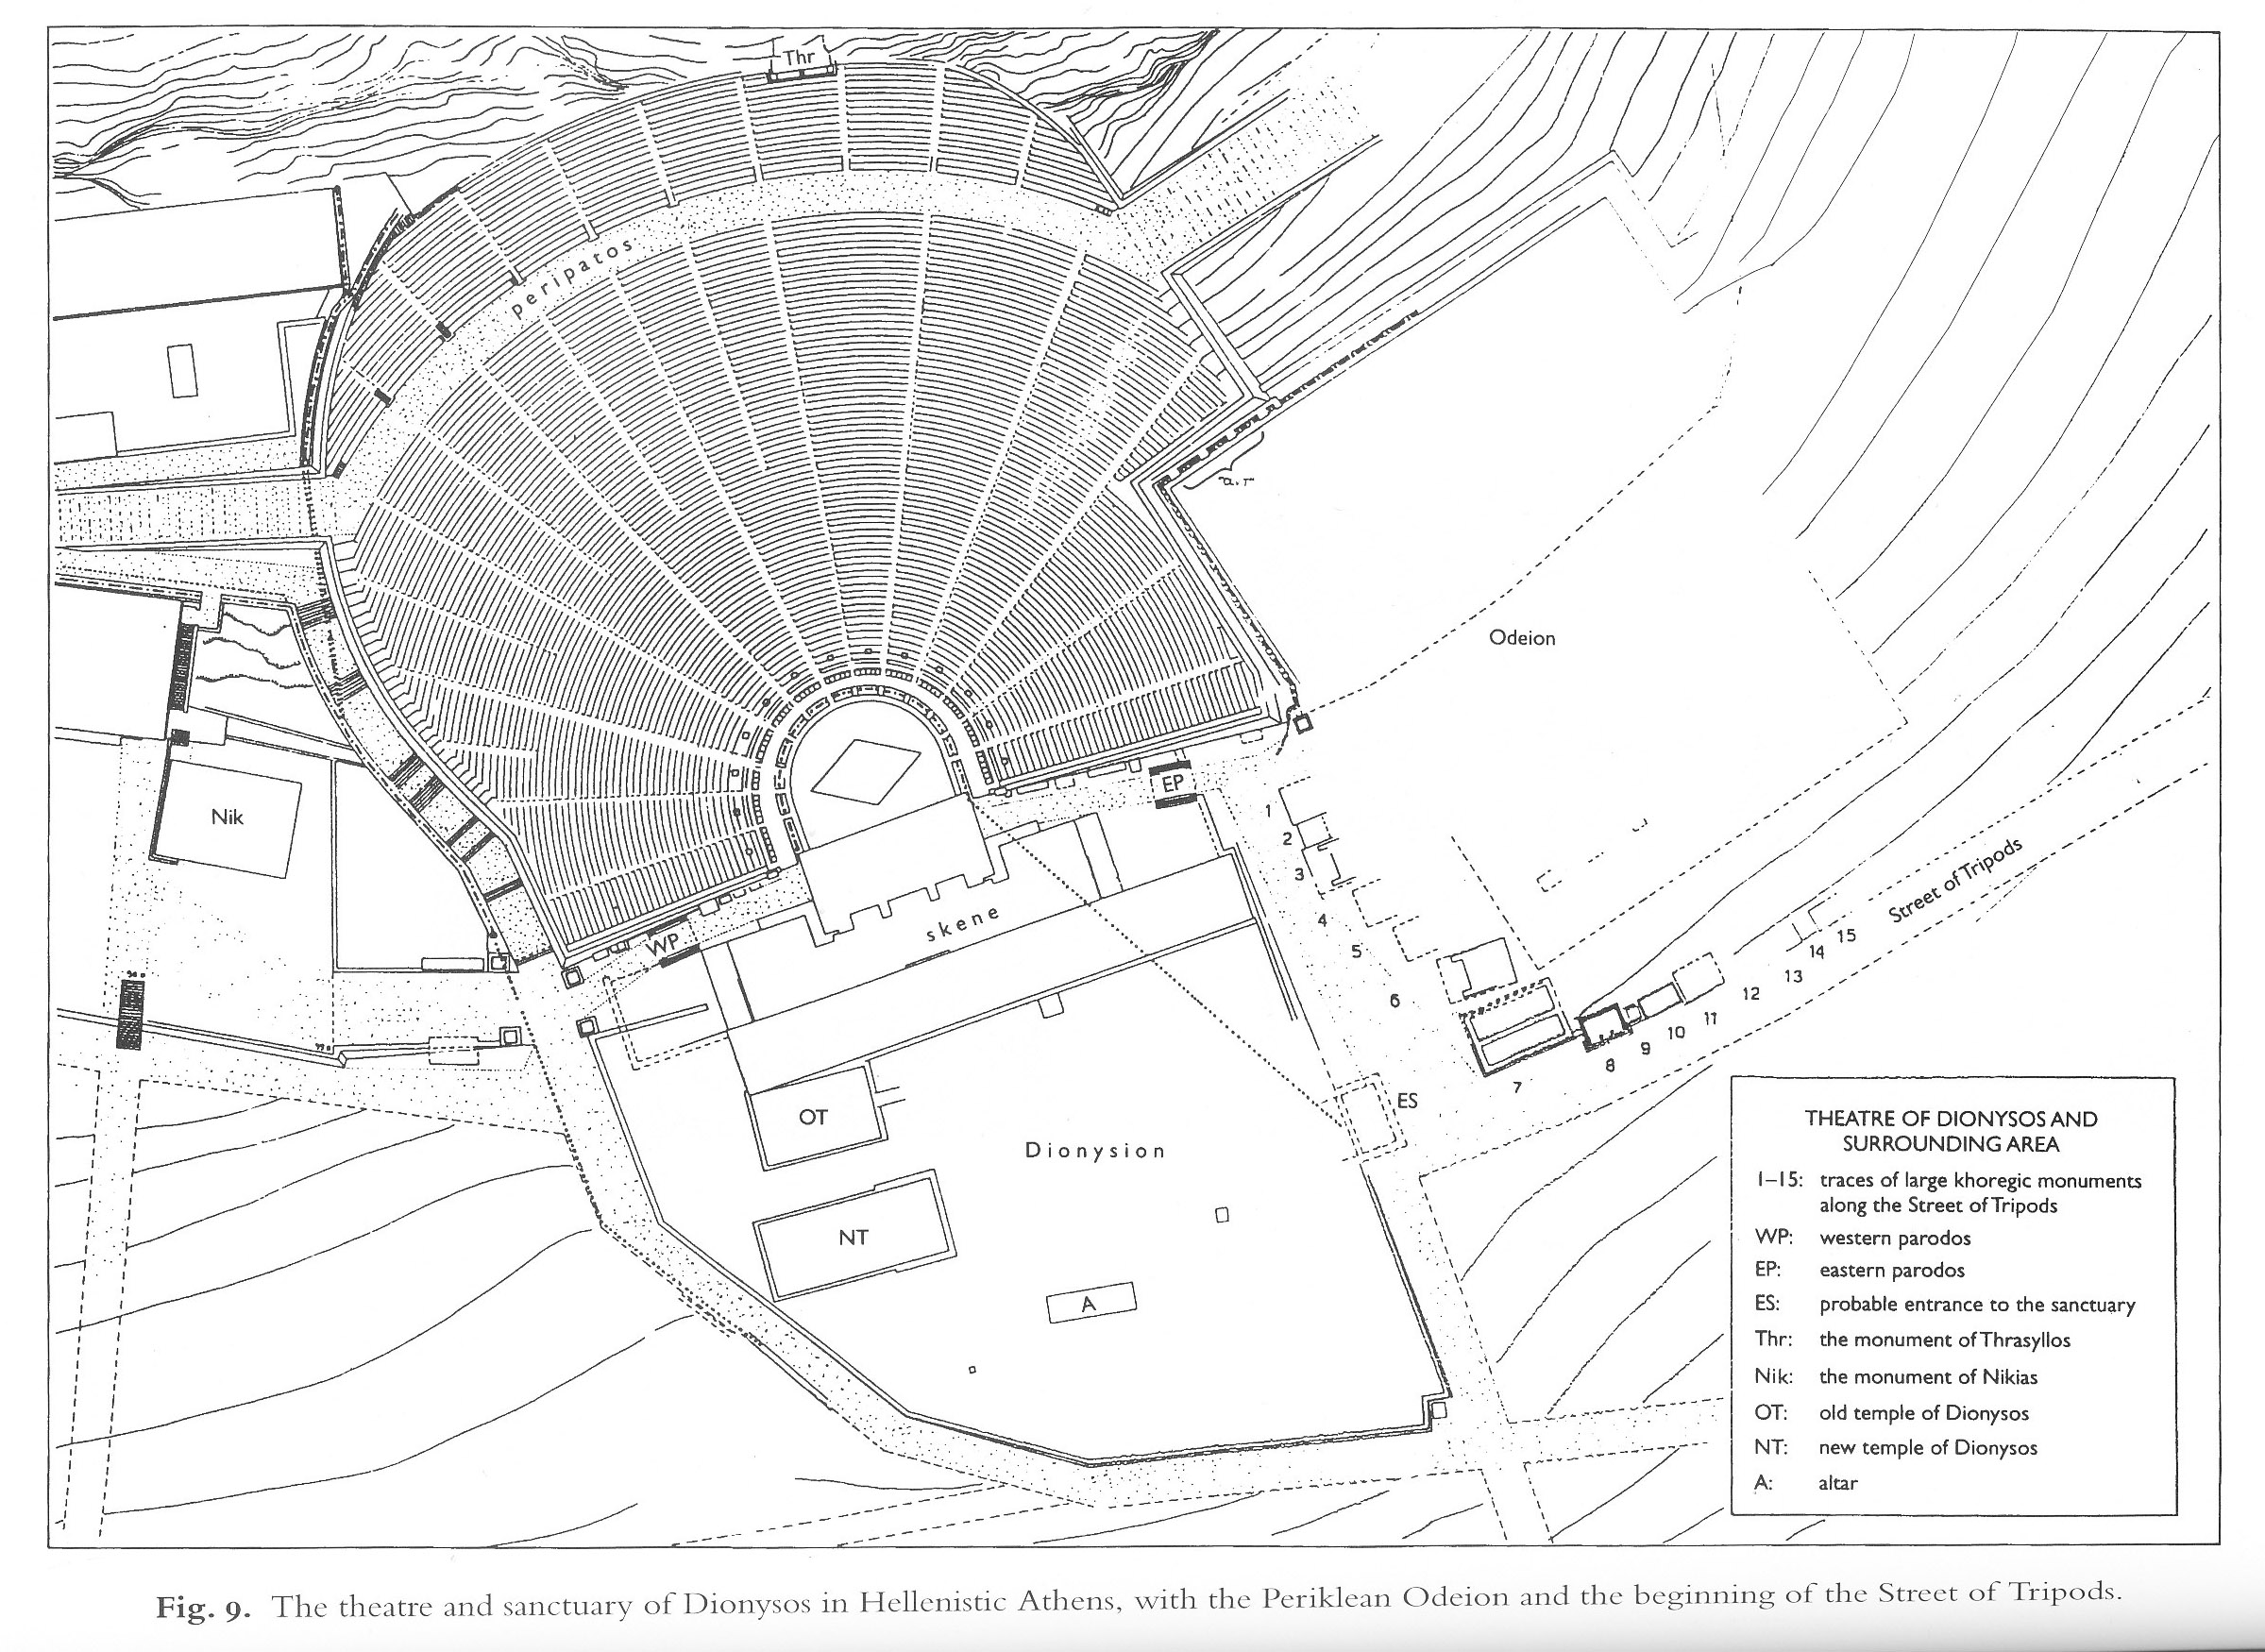 Thr
peripatos
Odeion
Nik
EP
WP
skene
1
2
3
4
5
6
7
8
9
10
11
12
13
14
15
Street of Tripods
ES
OT
Dionysion
NT
A
THEATRE OF DIONYSOS AND
SURROUNDING AREA
1–15: traces of large khoregic monuments
along the Street of Tripods
WP: western parodos
EP: eastern parodos
ES: probable entrance to the sanctuary
Thr: the monument of Thrasyllos
Nik: the monument of Nikias
OT: old temple of Dionysos
NT: new temple of Dionysos
A: altar
Fig. 9. The theatre and sanctuary of Dionysos in Hellenistic Athens, with the Periklean Odeion and the beginning of the Street of Tripods.